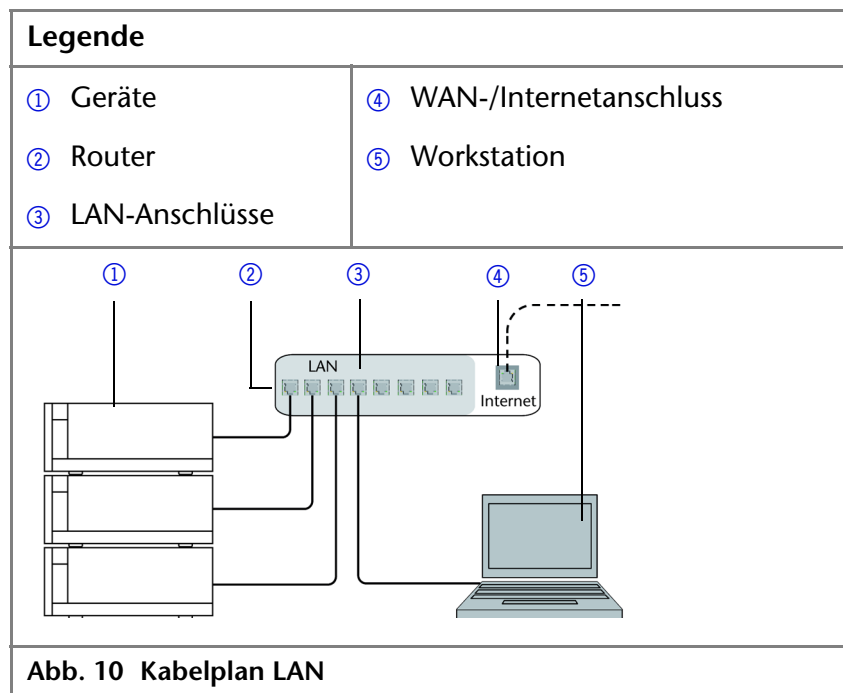 Legende
① Geräte
② Router
③ LAN-Anschlüsse
④ WAN-/Internetanschluss
⑤ Workstation
① ② ③ ④ ⑤
LAN
Internet
Abb. 10 Kabelplan LAN